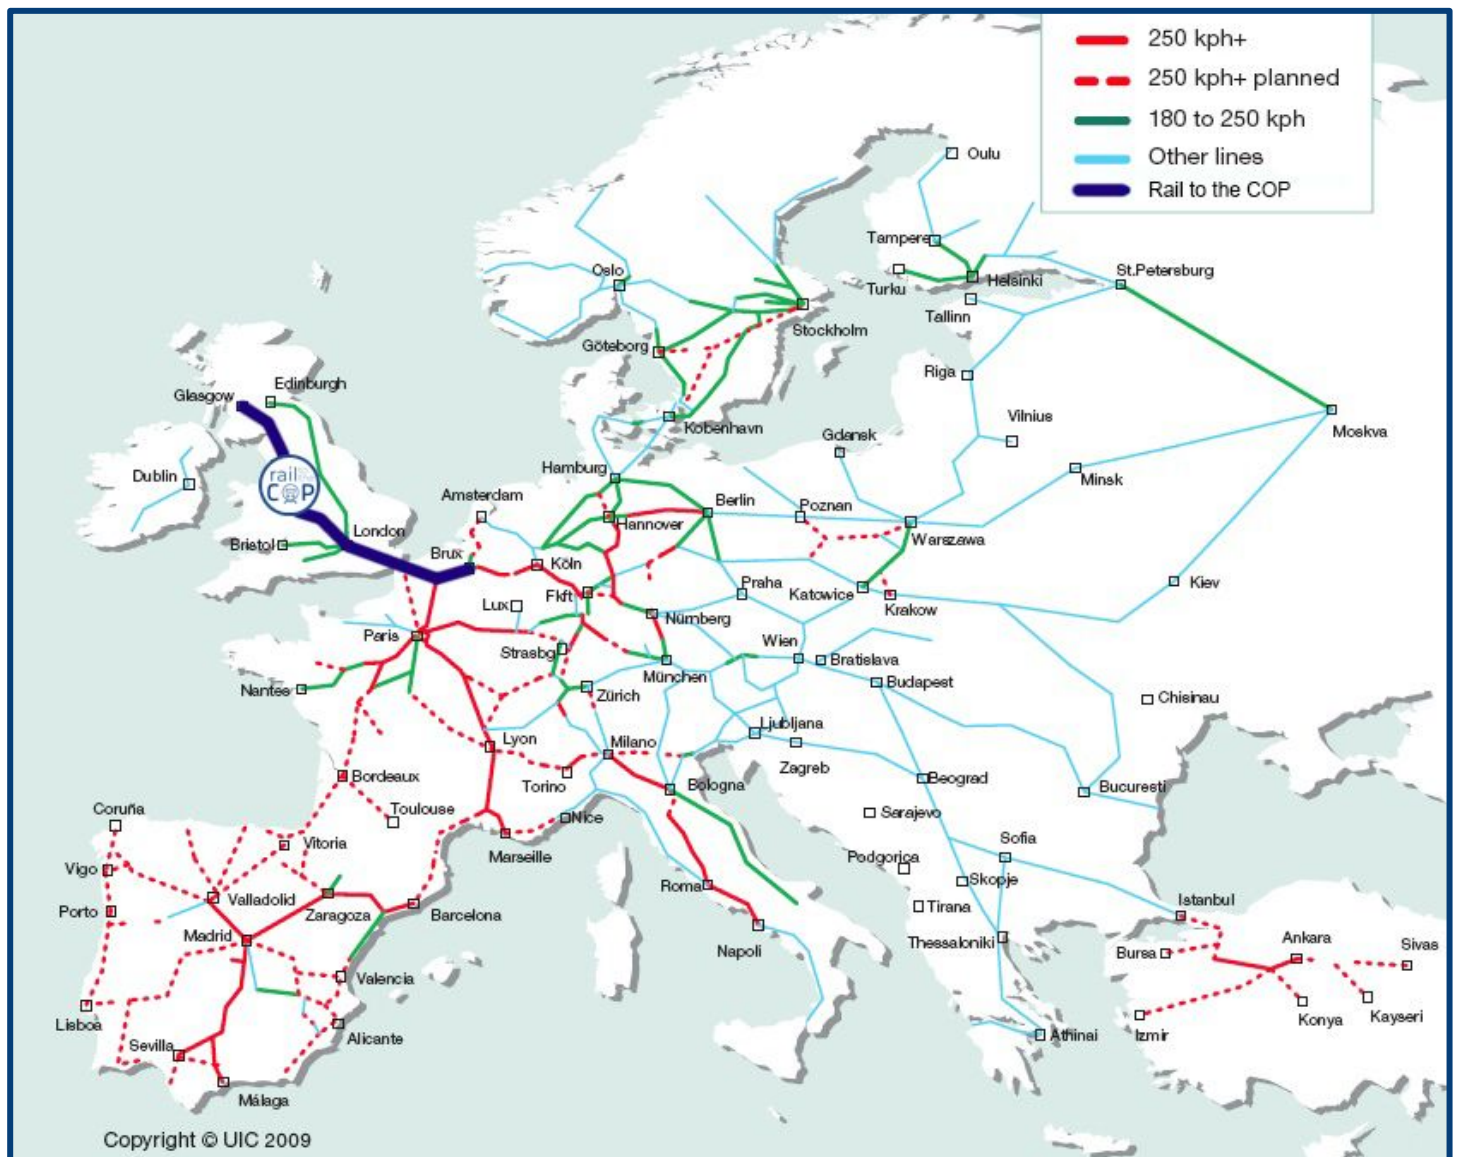 250 kph+
250 kph+ planned
180 to 250 kph
Other lines
Rail to the COP
Oulu
Tampere
Oslo
Helsinki
St.Petersburg
Turku
Tallinn
Stockholm
Göteborg
Riga
Edinburgh
Glasgow
Vilnius
Kobenhavn
Gdansk
Moskva
Hamburg
rail
COP
Dublin
Minsk
Amsterdam
Berlin
Poznan
Hannover
London
Warszawa
Bristol
Brux
Köln
Praha
Katowice
Kiev
Fkft
Krakow
Lux
Nürnberg
Paris
Wien
Strasbg
Bratislava
München
Budapest
Nantes
Zürich
Chisinau
Ljubljana
Lyon
Milano
Zagreb
Bordeaux
Torino
Bologna
Beograd
Bucuresti
Coruña
Toulouse
Nice
Sarajevo
Vitoria
Sofia
Marseille
Podgorica
Vigo
Skopje
Roma
Valladolid
Istanbul
Porto
Zaragoza
Barcelona
Tirana
Madrid
Thessaloniki
Ankara
Sivas
Napoli
Bursa
Valencia
Lisboa
Konya
Kayseri
Alicante
Athinai
Izmir
Sevilla
Málaga
Copyright © UIC 2009